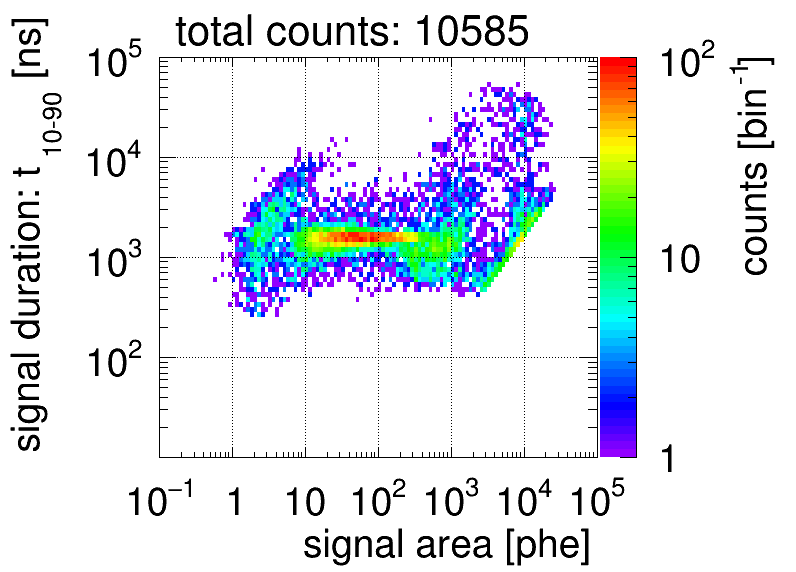 total counts: 10585
signal duration: t 10-90 [ns]
10^5
10^4
10^3
10^2
10^−1 1 10 10^2 10^3 10^4 10^5
signal area [phe]
10^2
10
1
counts [bin^-1]